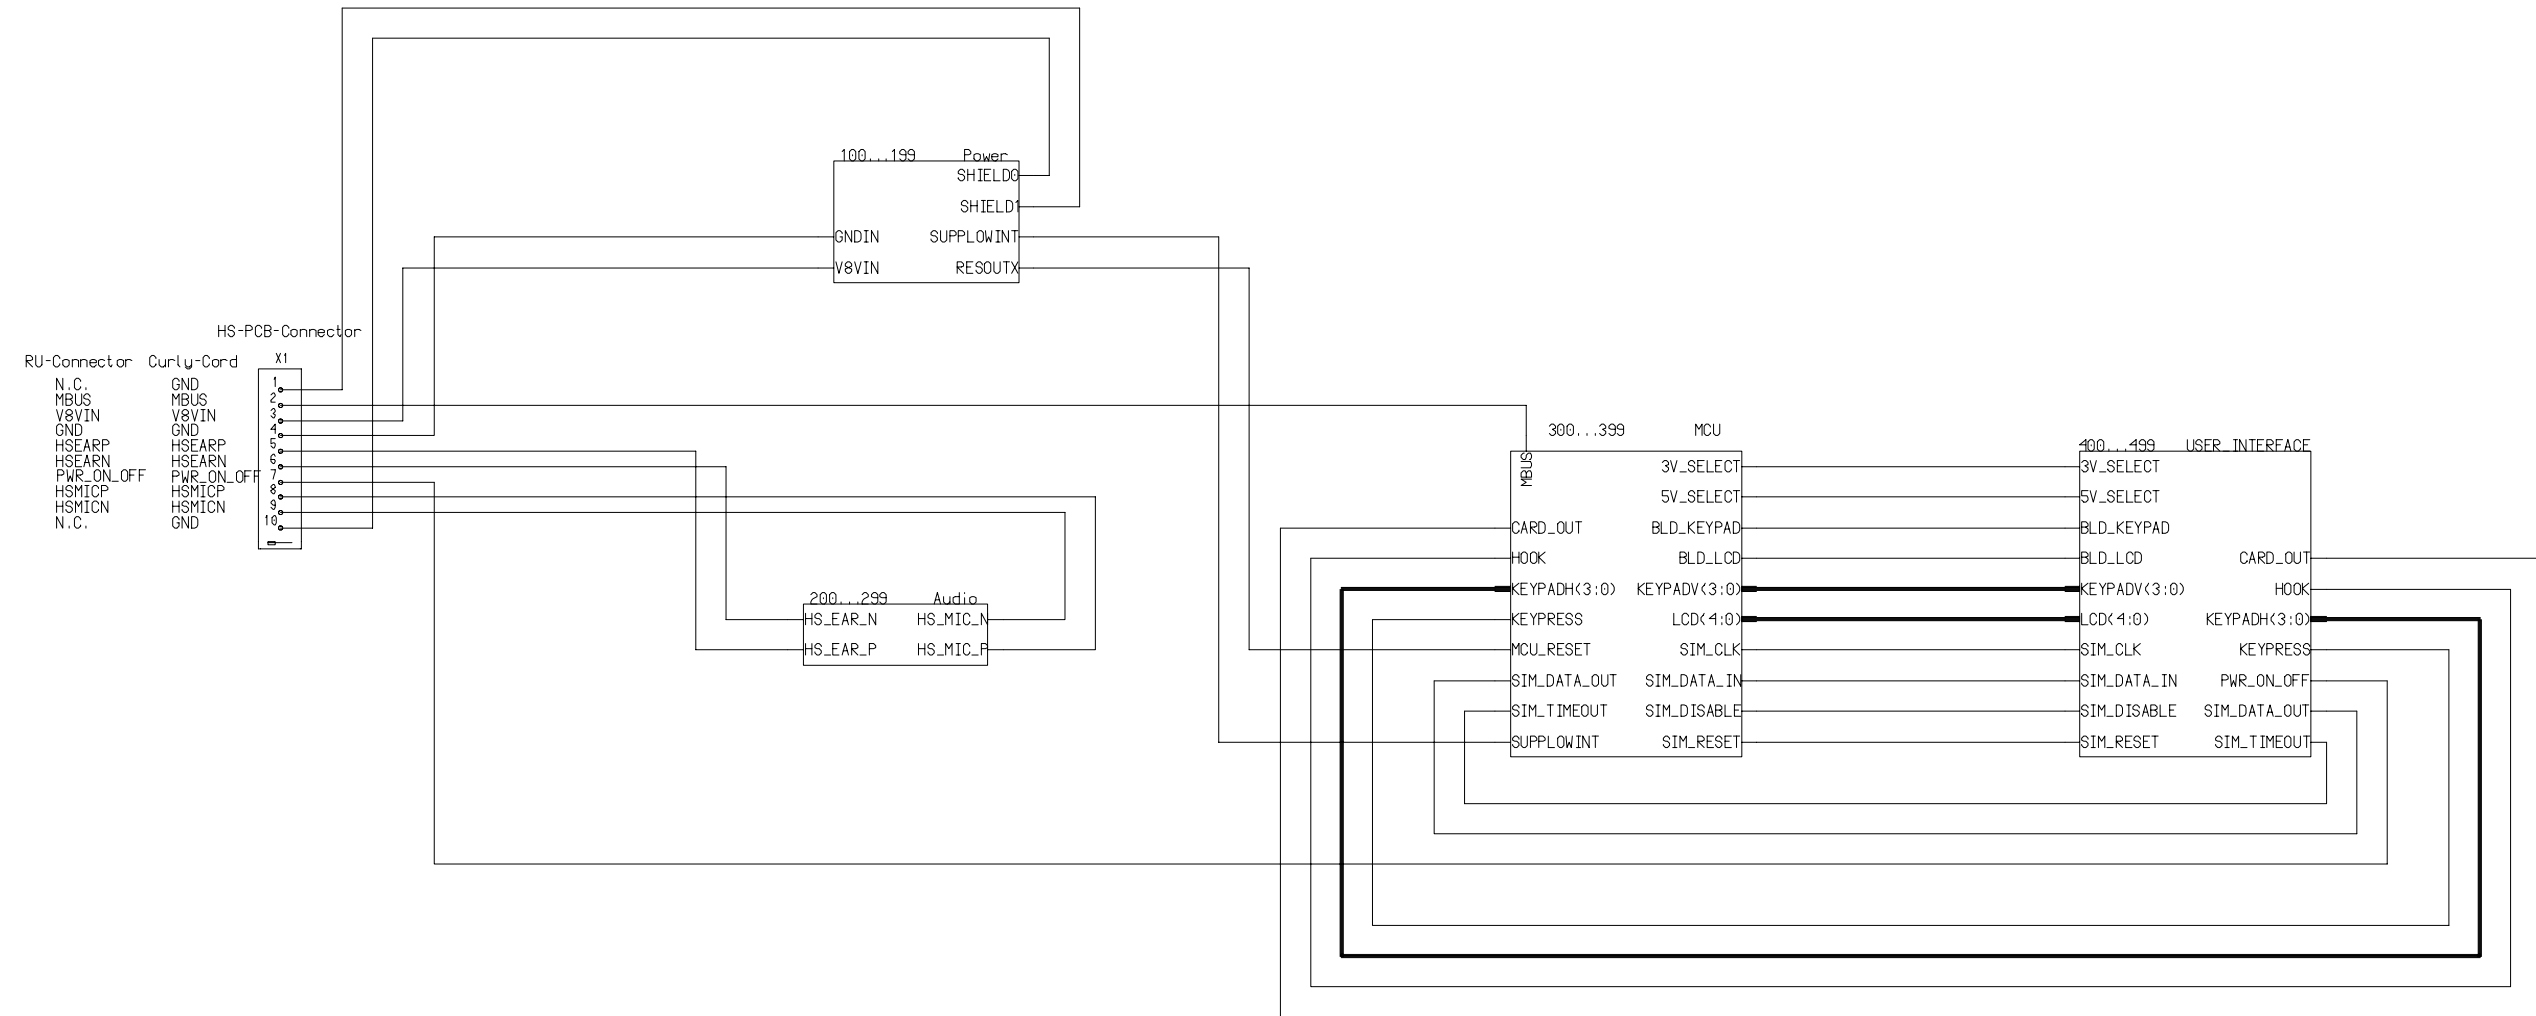 100...199 Power
SHIELD0
SHIELD1
GNDIN SUPPLOWINT
V8VIN RESOUTX
HS-PCB-Connector
RU-Connector Curly-Cord X1
N.C. GND 1
MBUS MBUS 2
V8VIN V8VIN 3
GND GND 4
HSEARP HSEARP 5
HSEARN HSEARN 6
PWR_ON_OFF PWR_ON_OFF 7
HSMICP HSMICP 8
HSMICN HSMICN 9
N.C. GND 10
200...299 Audio
HS_EAR_N HS_MIC_N
HS_EAR_P HS_MIC_P
300...399 MCU
MBUS
3V_SELECT
5V_SELECT
CARD_OUT BLD_KEYPAD
HOOK BLD_LCD
KEYPADH(3:0) KEYPADV(3:0)
KEYPRESS LCD(4:0)
MCU_RESET SIM_CLK
SIM_DATA_OUT SIM_DATA_IN
SIM_TIMEOUT SIM_DISABLE
SUPPLOWINT SIM_RESET
400...499 USER_INTERFACE
3V_SELECT
5V_SELECT
BLD_KEYPAD
BLD_LCD CARD_OUT
KEYPADV(3:0) HOOK
LCD(4:0) KEYPADH(3:0)
SIM_CLK KEYPRESS
SIM_DATA_IN PWR_ON_OFF
SIM_DISABLE SIM_DATA_OUT
SIM_RESET SIM_TIMEOUT